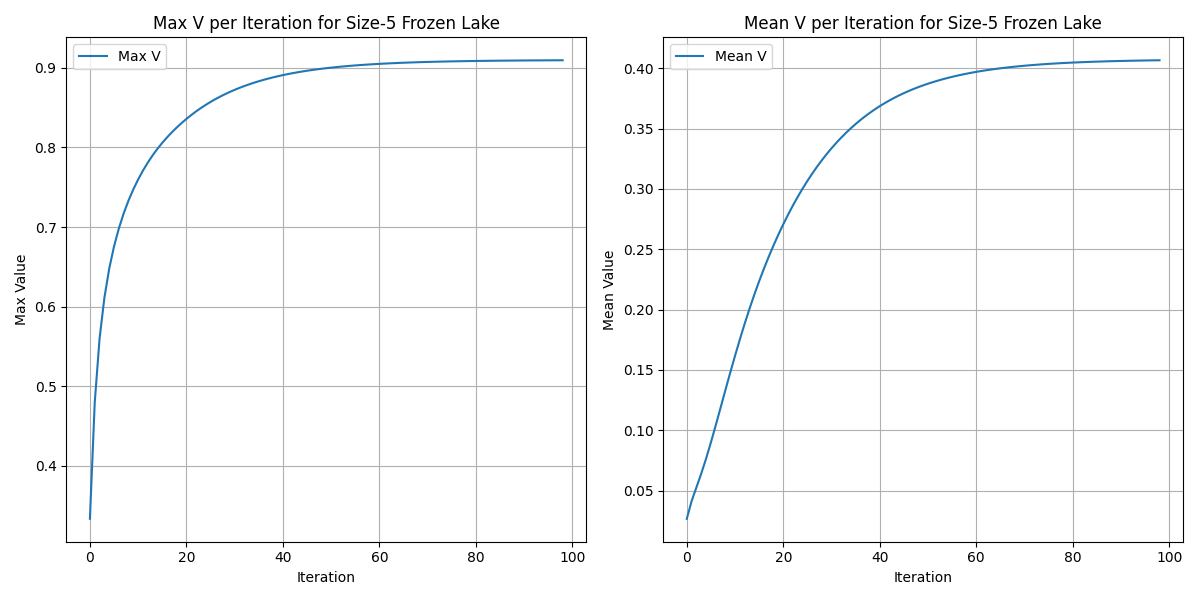 Max V per Iteration for Size-5 Frozen Lake
Max V
Max Value
0.9
0.8
0.7
0.6
0.5
0.4
0 20 40 60 80 100
Iteration
Mean V per Iteration for Size-5 Frozen Lake
Mean V
Mean Value
0.40
0.35
0.30
0.25
0.20
0.15
0.10
0.05
0 20 40 60 80 100
Iteration